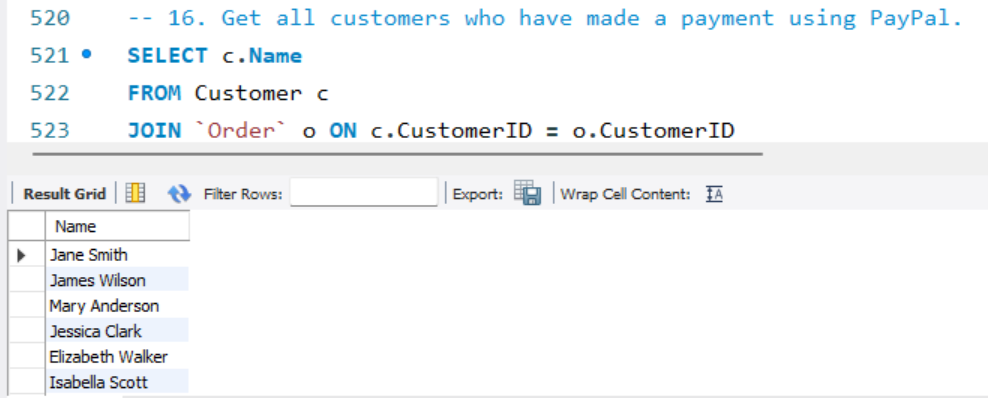 520 -- 16. Get all customers who have made a payment using PayPal.
521 SELECT c.Name
522 FROM Customer c
523 JOIN `Order` o ON c.CustomerID = o.CustomerID
Result Grid Filter Rows: Export: Wrap Cell Content: IA
Name
Jane Smith
James Wilson
Mary Anderson
Jessica Clark
Elizabeth Walker
Isabella Scott